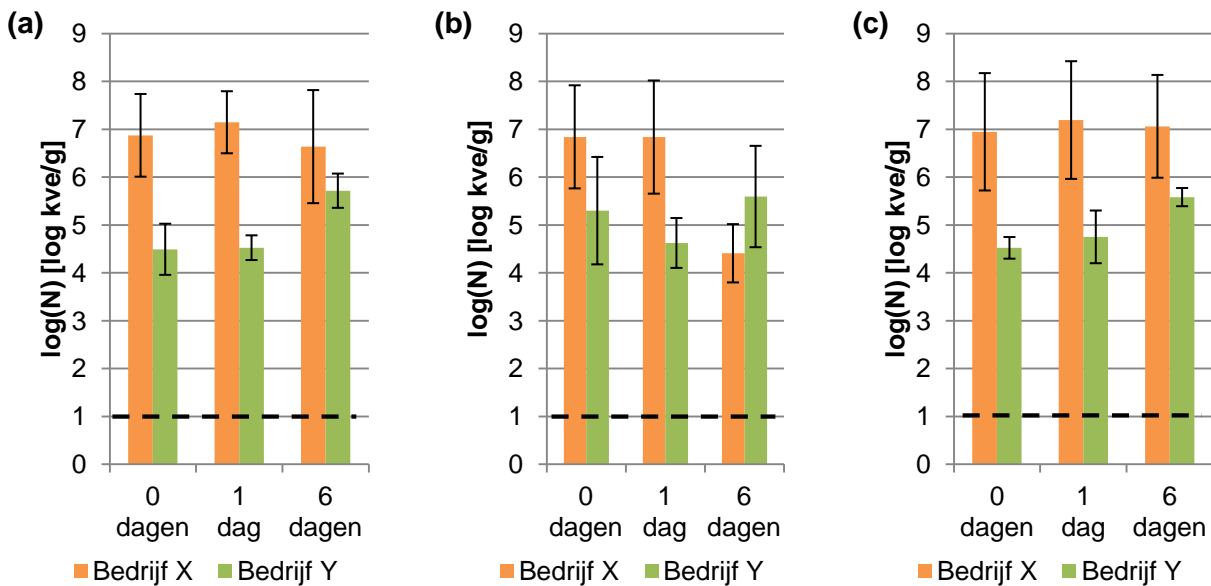 (a)
log(N) [log kve/g]
9
8
7
6
5
4
3
2
1
0
0 dagen
1 dag
6 dagen
Bedrijf X
Bedrijf Y
(b)
log(N) [log kve/g]
9
8
7
6
5
4
3
2
1
0
0 dagen
1 dag
6 dagen
Bedrijf X
Bedrijf Y
(c)
log(N) [log kve/g]
9
8
7
6
5
4
3
2
1
0
0 dagen
1 dag
6 dagen
Bedrijf X
Bedrijf Y